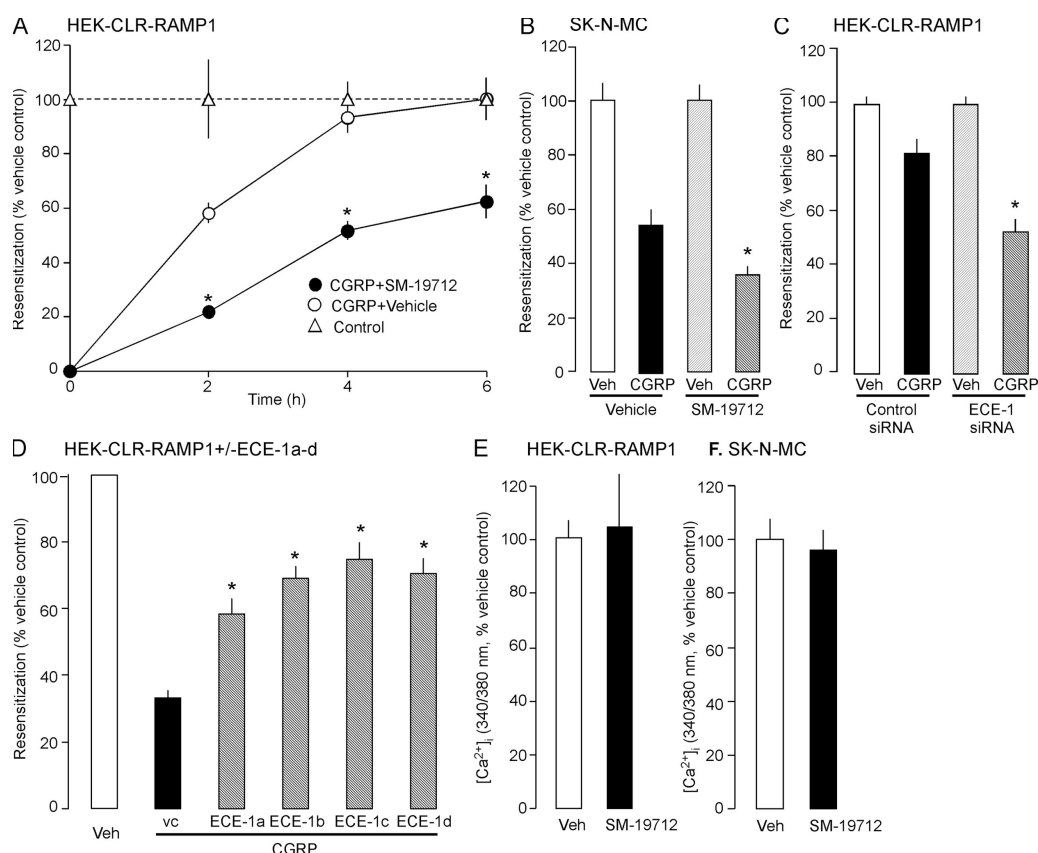 A HEK-CLR-RAMP1
Resensitization (% vehicle control)
120
100
80
60
40
20
0
0 2 4 6
Time (h)
*
*
*
CGRP+SM-19712
CGRP+Vehicle
Control
B SK-N-MC
Resensitization (% vehicle control)
120
100
80
60
40
20
0
*
Veh CGRP Veh CGRP
Vehicle SM-19712
C HEK-CLR-RAMP1
Resensitization (% vehicle control)
120
100
80
60
40
20
0
*
Veh CGRP Veh CGRP
Control ECE-1
siRNA siRNA
D HEK-CLR-RAMP1+/-ECE-1a-d
Resensitization (% vehicle control)
100
80
60
40
20
0
* * * *
Veh vc ECE-1a ECE-1b ECE-1c ECE-1d
CGRP
E HEK-CLR-RAMP1
[Ca2+]i (340/380 nm, % vehicle control)
120
100
80
60
40
20
0
Veh SM-19712
F. SK-N-MC
[Ca2+]i (340/380 nm, % vehicle control)
120
100
80
60
40
20
0
Veh SM-19712